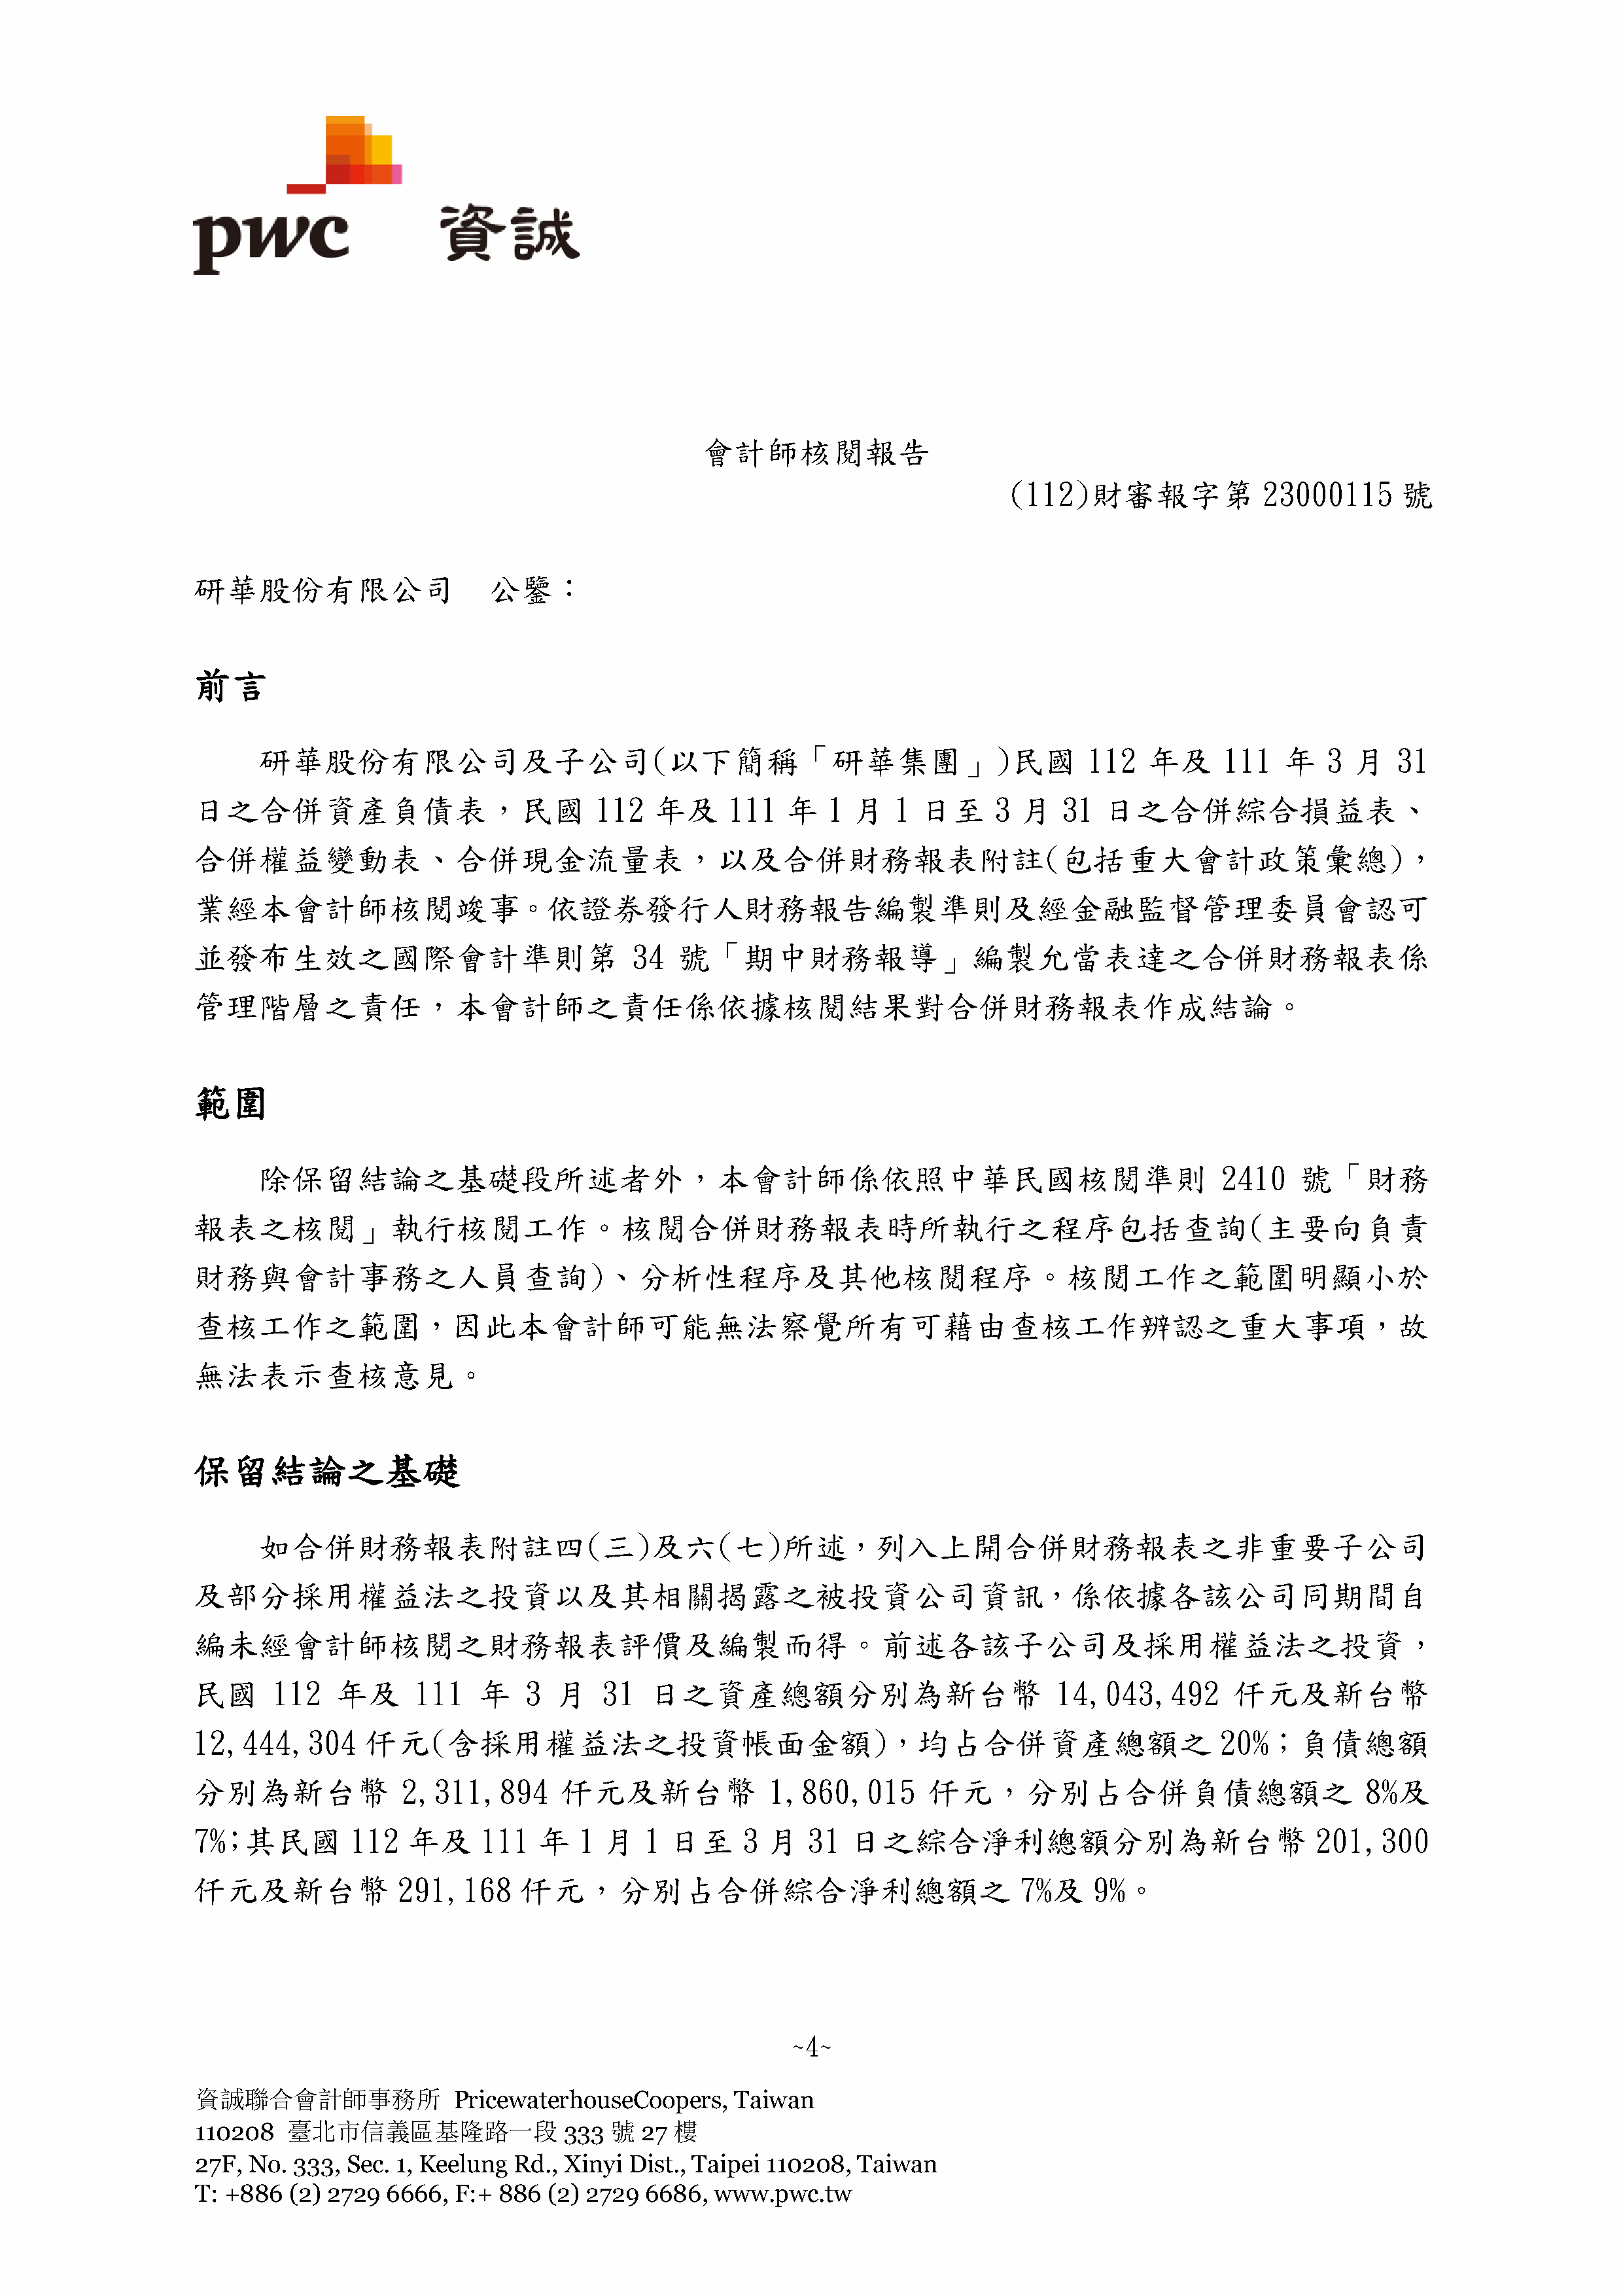 pwc 資誠
會計師核閱報告
(112)財審報字第 23000115 號
研華股份有限公司 公鑒：
前言
研華股份有限公司及子公司(以下簡稱「研華集團」)民國 112 年及 111 年 3 月 31
日之合併資產負債表，民國 112 年及 111 年 1 月 1 日至 3 月 31 日之合併綜合損益表、
合併權益變動表、合併現金流量表，以及合併財務報表附註(包括重大會計政策彙總)，
業經本會計師核閱竣事。依證券發行人財務報告編製準則及經金融監督管理委員會認可
並發布生效之國際會計準則第 34 號「期中財務報導」編製允當表達之合併財務報表係
管理階層之責任，本會計師之責任係依據核閱結果對合併財務報表作成結論。
範圍
除保留結論之基礎段所述者外，本會計師係依照中華民國核閱準則 2410 號「財務
報表之核閱」執行核閱工作。核閱合併財務報表時所執行之程序包括查詢(主要向負責
財務與會計事務之人員查詢)、分析性程序及其他核閱程序。核閱工作之範圍明顯小於
查核工作之範圍，因此本會計師可能無法察覺所有可藉由查核工作辨認之重大事項，故
無法表示查核意見。
保留結論之基礎
如合併財務報表附註四(三)及六(七)所述，列入上開合併財務報表之非重要子公司
及部分採用權益法之投資以及其相關揭露之被投資公司資訊，係依據各該公司同期間自
編未經會計師核閱之財務報表評價及編製而得。前述各該子公司及採用權益法之投資，
民國 112 年及 111 年 3 月 31 日之資產總額分別為新台幣 14,043,492 仟元及新台幣
12,444,304 仟元(含採用權益法之投資帳面金額)，均占合併資產總額之 20%；負債總額
分別為新台幣 2,311,894 仟元及新台幣 1,860,015 仟元，分別占合併負債總額之 8%及
7%;其民國 112 年及 111 年 1 月 1 日至 3 月 31 日之綜合淨利總額分別為新台幣 201,300
仟元及新台幣 291,168 仟元，分別占合併綜合淨利總額之 7%及 9%。
~4~
資誠聯合會計師事務所 PricewaterhouseCoopers, Taiwan
110208 臺北市信義區基隆路一段 333 號 27 樓
27F, No. 333, Sec. 1, Keelung Rd., Xinyi Dist., Taipei 110208, Taiwan
T: +886 (2) 2729 6666, F:+ 886 (2) 2729 6686, www.pwc.tw